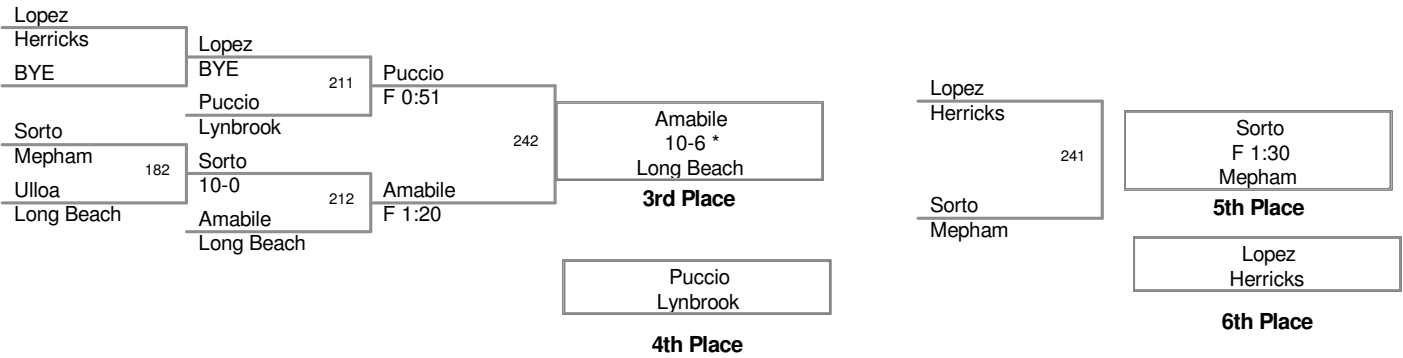 Lopez
Herricks
BYE
Sorto
Mepham
182
Ulloa
Long Beach
Lopez
BYE
211
Puccio
Lynbrook
Sorto
10-0
212
Amabile
Long Beach
Puccio
F 0:51
242
Amabile
F 1:20
Amabile
10-6 *
Long Beach
3rd Place
Puccio
Lynbrook
4th Place
Lopez
Herricks
241
Sorto
Mepham
Sorto
F 1:30
Mepham
5th Place
Lopez
Herricks
6th Place